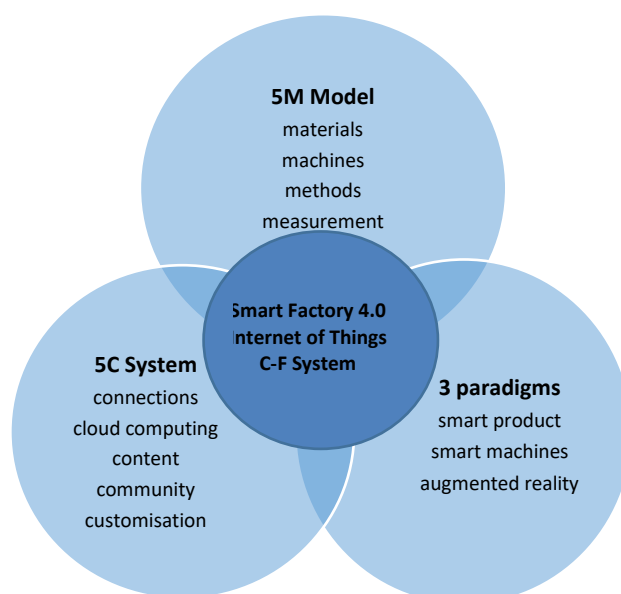 5M Model
materials
machines
methods
measurement
Smart Factory 4.0
Internet of Things
C-F System
5C System
connections
cloud computing
content
community
customisation
3 paradigms
smart product
smart machines
augmented reality